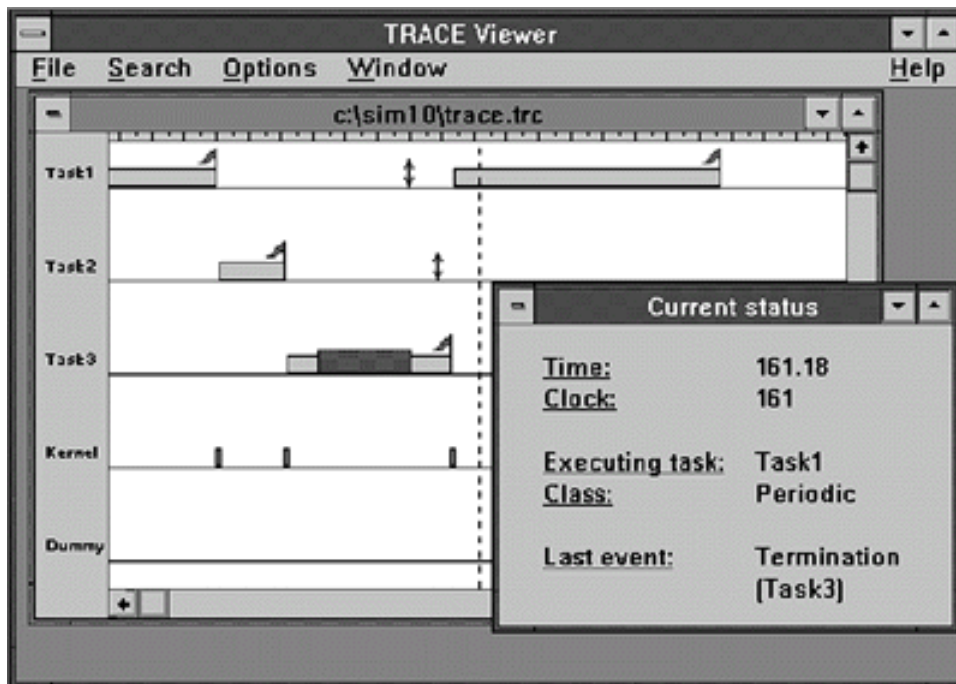 TRACE Viewer
File Search Options Window Help
c:\sim10\trace.trc
Task1
Task2
Task3
Kernel
Dummy
Current status
Time: 161.18
Clock: 161
Executing task: Task1
Class: Periodic
Last event: Termination
(Task3)